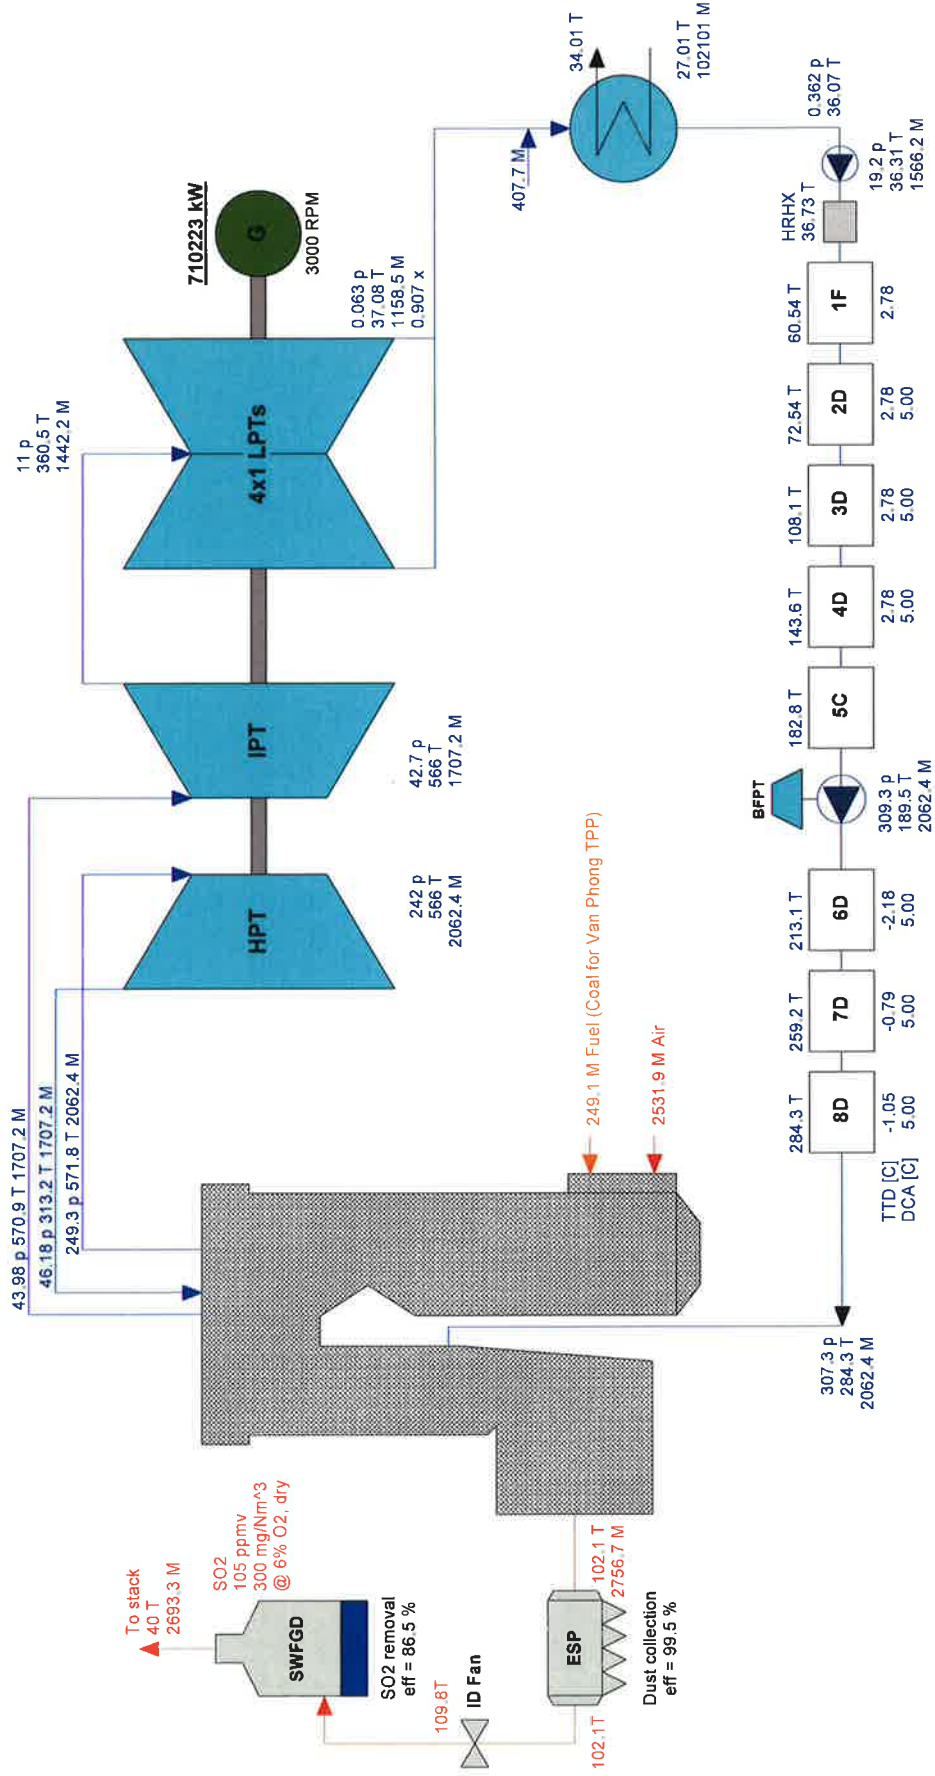 To stack
40 T
2693.3 M
SO2
105 ppmv
300 mg/Nm^3
@ 6% O2, dry
SWFGD
SO2 removal
eff = 86.5 %
109.8T
ID Fan
ESP
102.1T
102.1 T
2756.7 M
Dust collection
eff = 99.5 %
43.98 p 570.9 T 1707.2 M
46.18 p 313.2 T 1707.2 M
249.3 p 571.8 T 2062.4 M
249.1 M Fuel (Coal for Van Phong TPP)
2531.9 M Air
HPT
242 p
566 T
2062.4 M
IPT
42.7 p
566 T
1707.2 M
11 p
360.5 T
1442.2 M
4x1 LPTs
710223 kW
G
3000 RPM
0.063 p
37.08 T
1158.5 M
0.907 x
407.7 M
34.01 T
27.01 T
102101 M
0.362 p
36.07 T
19.2 p
36.31 T
1566.2 M
HRHX
36.73 T
307.3 p
284.3 T
2062.4 M
TTD [C]
DCA [C]
284.3 T
8D
-1.05
5.00
259.2 T
7D
-0.79
5.00
213.1 T
6D
-2.18
5.00
BFPT
309.3 p
189.5 T
2062.4 M
182.8 T
5C
143.6 T
4D
2.78
5.00
108.1 T
3D
2.78
5.00
72.54 T
2D
2.78
5.00
60.54 T
1F
2.78